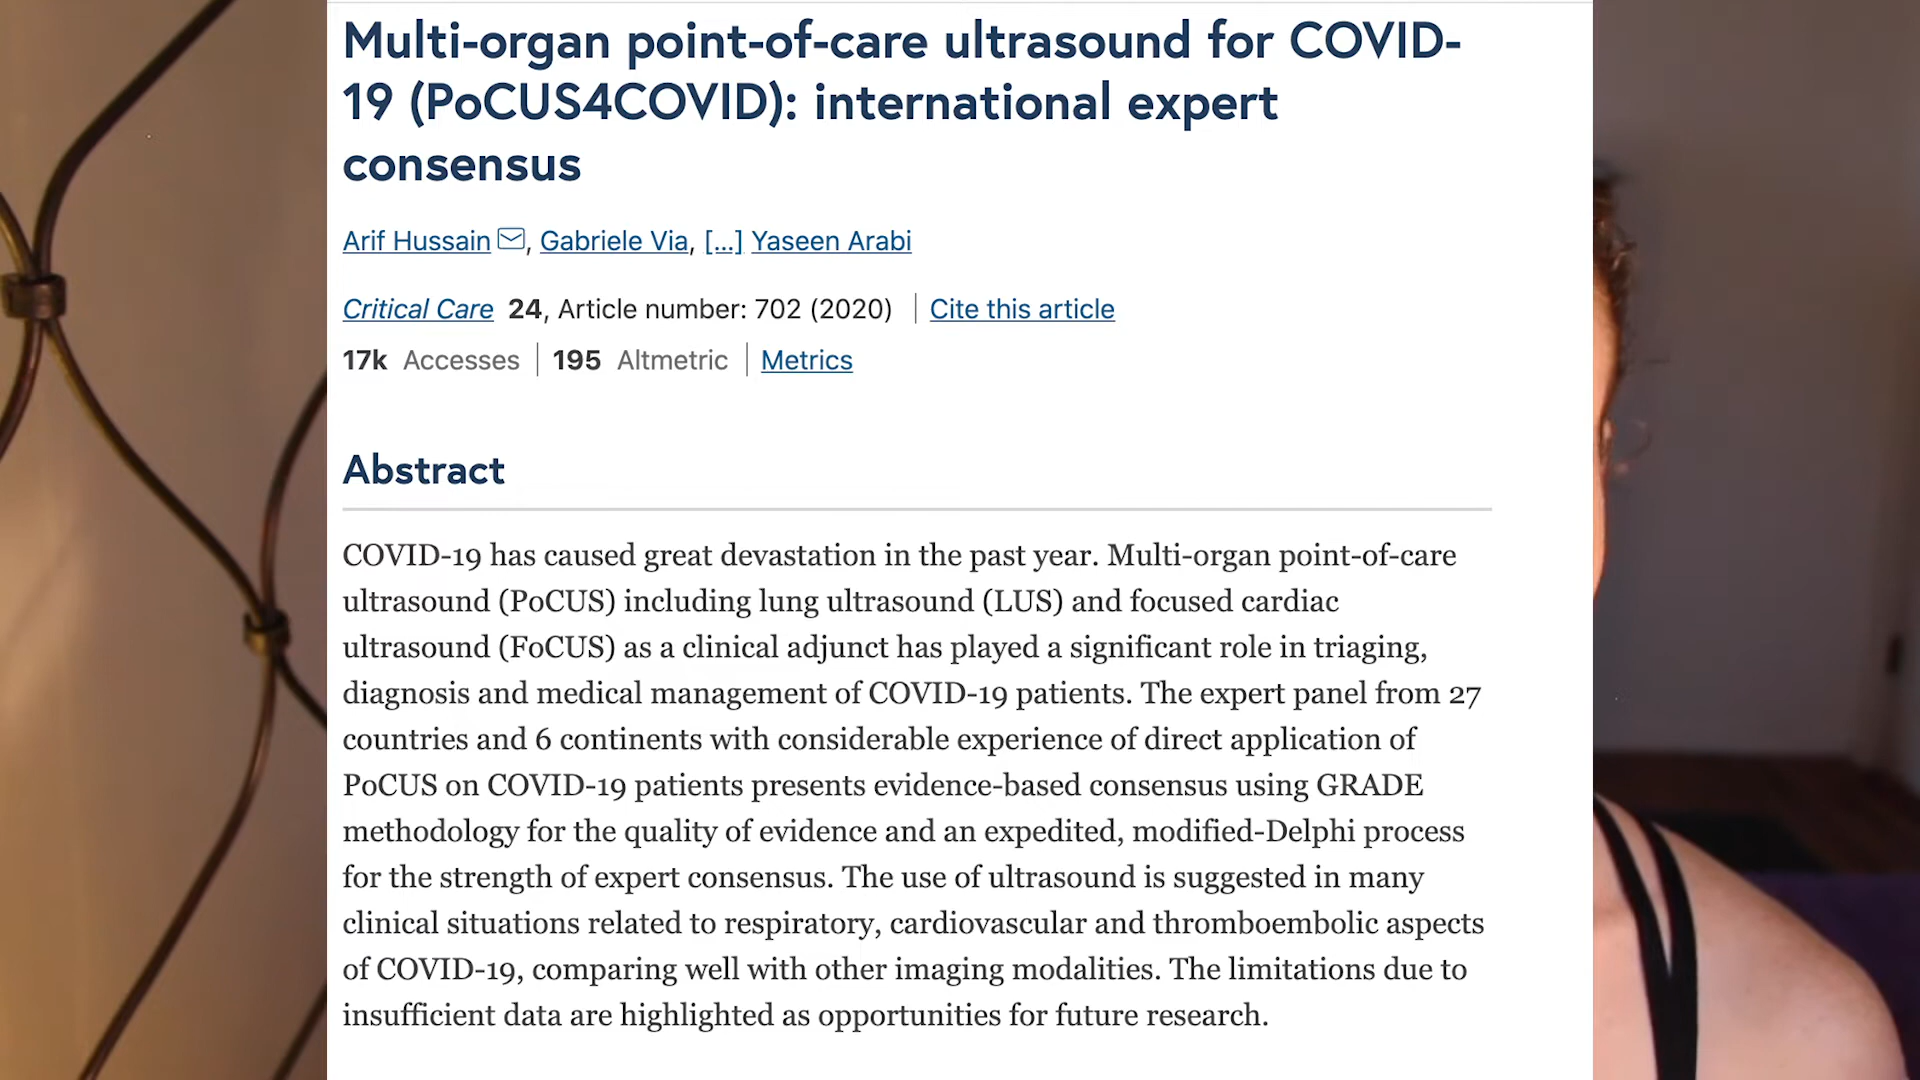 Multi-organ point-of-care ultrasound for COVID-
19 (PoCUS4COVID): international expert
consensus
Arif Hussain, Gabriele Via, [...] Yaseen Arabi
Critical Care 24, Article number: 702 (2020) | Cite this article
17k Accesses | 195 Altmetric | Metrics
Abstract
COVID-19 has caused great devastation in the past year. Multi-organ point-of-care
ultrasound (PoCUS) including lung ultrasound (LUS) and focused cardiac
ultrasound (FoCUS) as a clinical adjunct has played a significant role in triaging,
diagnosis and medical management of COVID-19 patients. The expert panel from 27
countries and 6 continents with considerable experience of direct application of
PoCUS on COVID-19 patients presents evidence-based consensus using GRADE
methodology for the quality of evidence and an expedited, modified-Delphi process
for the strength of expert consensus. The use of ultrasound is suggested in many
clinical situations related to respiratory, cardiovascular and thromboembolic aspects
of COVID-19, comparing well with other imaging modalities. The limitations due to
insufficient data are highlighted as opportunities for future research.